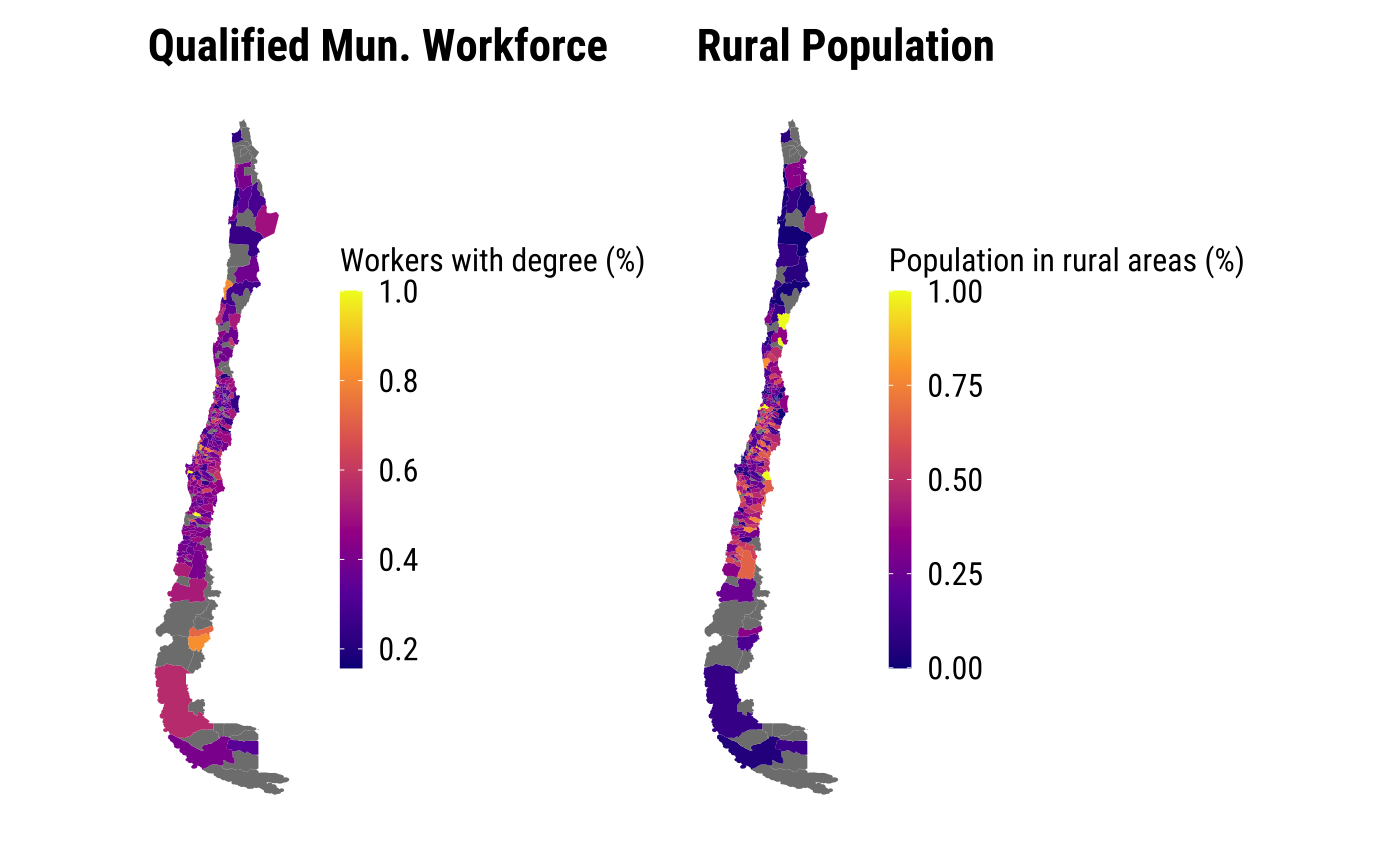 Qualified Mun. Workforce
Rural Population
Workers with degree (%)
1.0
0.8
0.6
0.4
0.2
Population in rural areas (%)
1.00
0.75
0.50
0.25
0.00